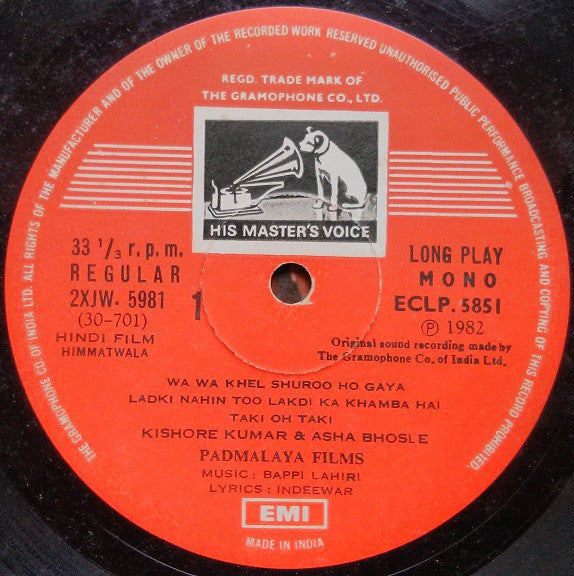 THE GRAMOPHONE CO. OF INDIA LTD. ALL RIGHTS OF THE MANUFACTURER AND OF THE OWNER OF THE RECORDED WORK RESERVED UNAUTHORISED PUBLIC PERFORMANCE BROADCASTING AND COPYING OF THIS RECORD PROHIBITED.
REGD. TRADE MARK OF
THE GRAMOPHONE CO., LTD.
HIS MASTER'S VOICE
33 1/3 r.p.m.
REGULAR
2XJW. 5981 1
(30-701)
HINDI FILM
HIMMATWALA
LONG PLAY
MONO
ECLP. 5851
Ⓟ 1982
Original sound recording made by
The Gramophone Co. of India Ltd.
WA WA KHEL SHUROO HO GAYA
LADKI NAHIN TOO LAKDI KA KHAMBA HAI
TAKI OH TAKI
KISHORE KUMAR & ASHA BHOSLE
PADMALAYA FILMS
MUSIC: BAPPI LAHIRI
LYRICS: INDEEWAR
EMI
MADE IN INDIA